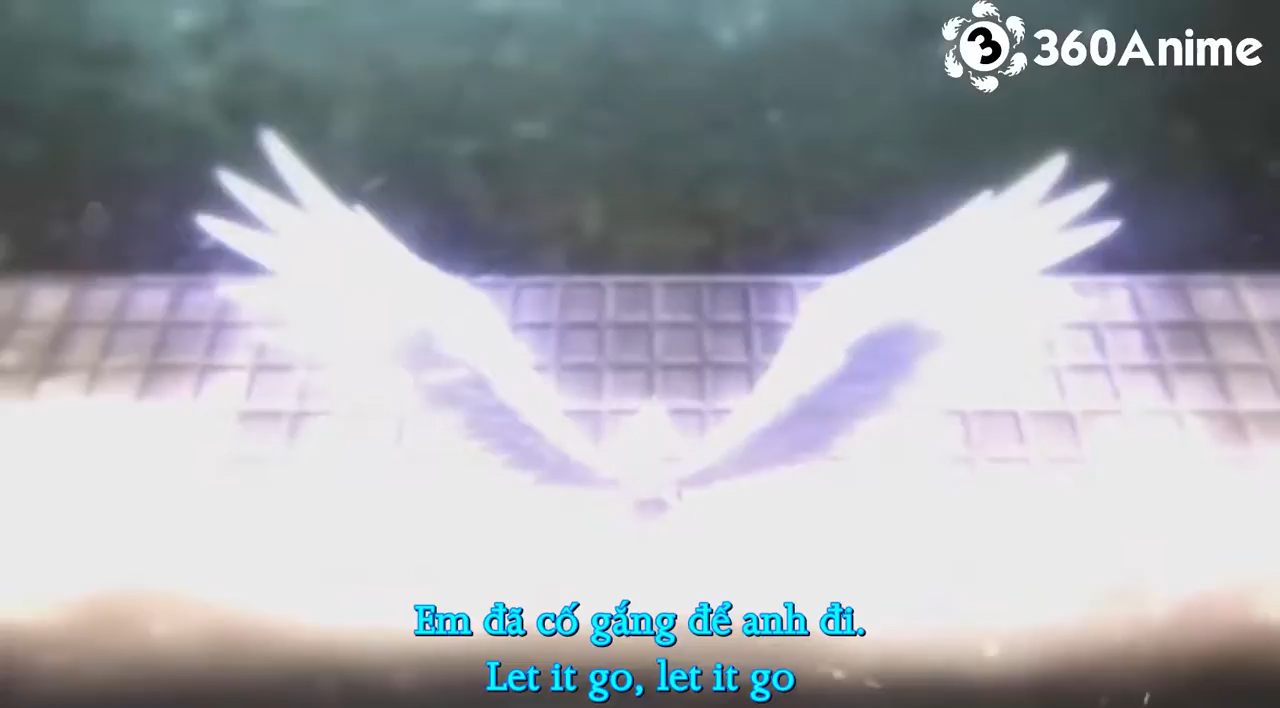 360Anime
Em đã cố gắng để anh đi.
Let it go, let it go